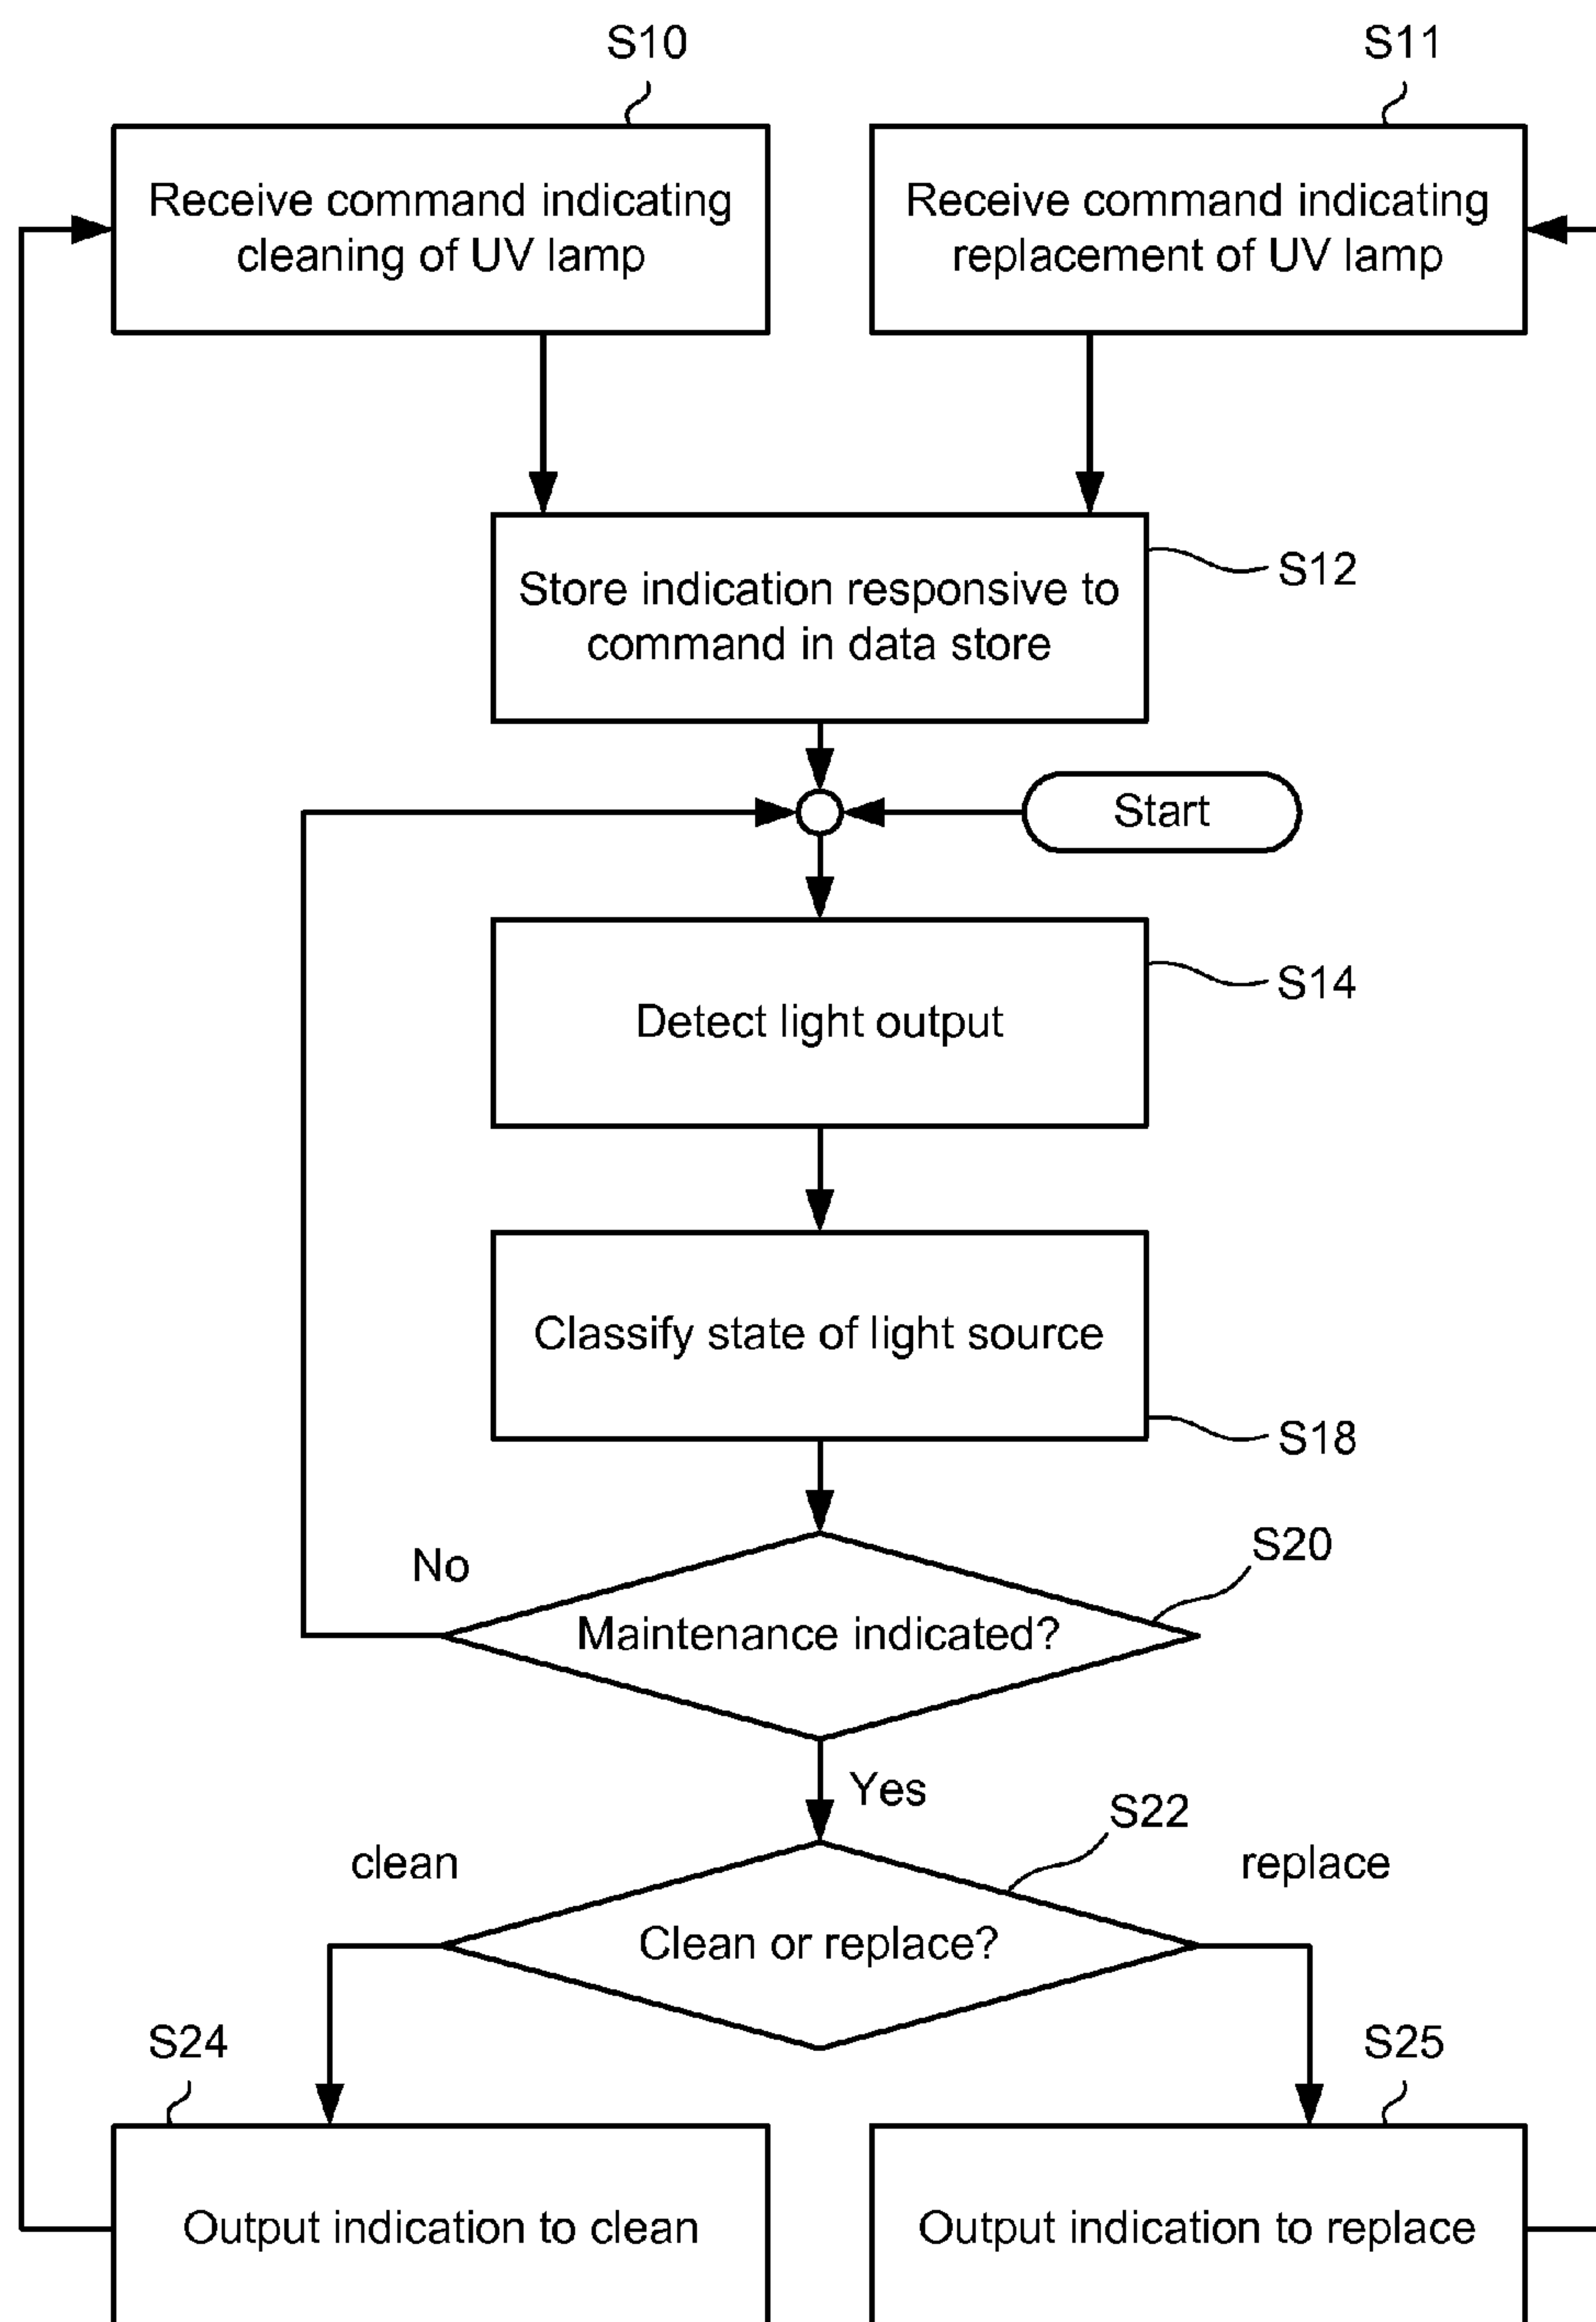 S10
S11
Receive command indicating
cleaning of UV lamp
Receive command indicating
replacement of UV lamp
Store indication responsive to
command in data store
S12
Start
Detect light output
S14
Classify state of light source
S18
No
S20
Maintenance indicated?
Yes
S22
clean
replace
Clean or replace?
S24
S25
Output indication to clean
Output indication to replace